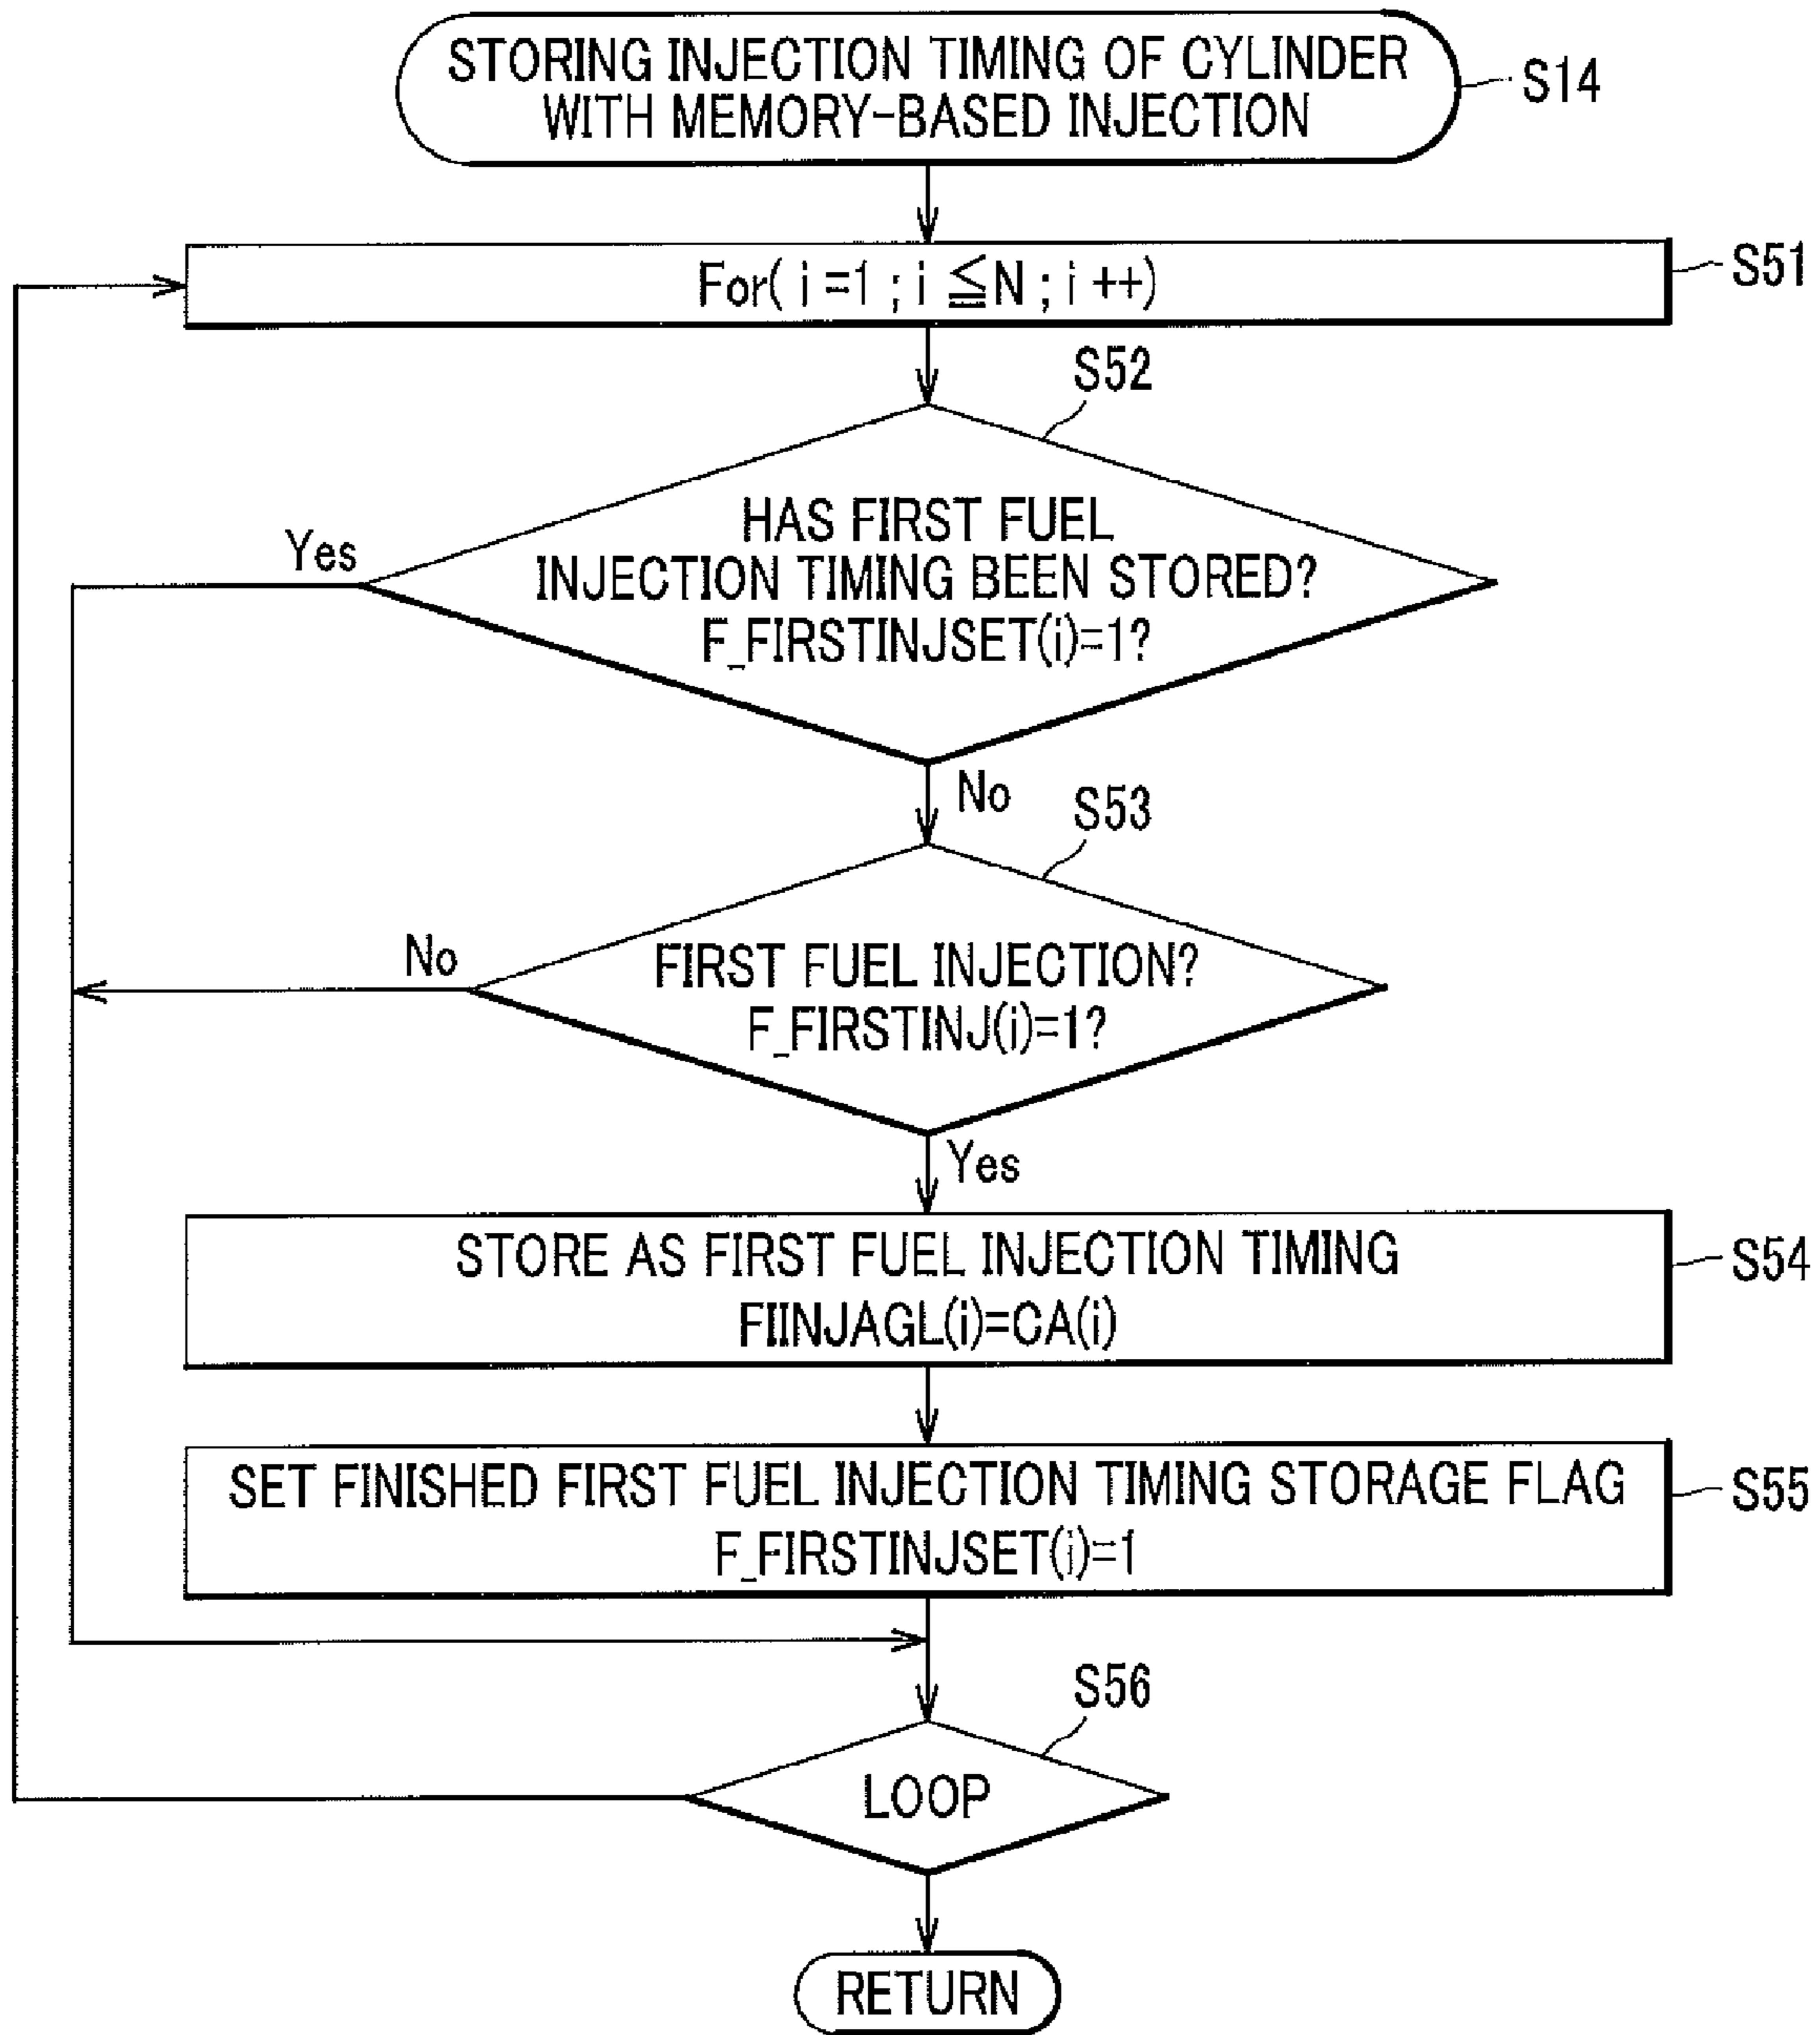 STORING INJECTION TIMING OF CYLINDER
WITH MEMORY-BASED INJECTION
S14
For( i =1 ; i ≦N ; i ++)
S51
S52
HAS FIRST FUEL
INJECTION TIMING BEEN STORED?
F_FIRSTINJSET(i)=1?
Yes
No
S53
FIRST FUEL INJECTION?
F_FIRSTINJ(i)=1?
No
Yes
STORE AS FIRST FUEL INJECTION TIMING
FIINJAGL(i)=CA(i)
S54
SET FINISHED FIRST FUEL INJECTION TIMING STORAGE FLAG
F_FIRSTINJSET(i)=1
S55
S56
LOOP
RETURN